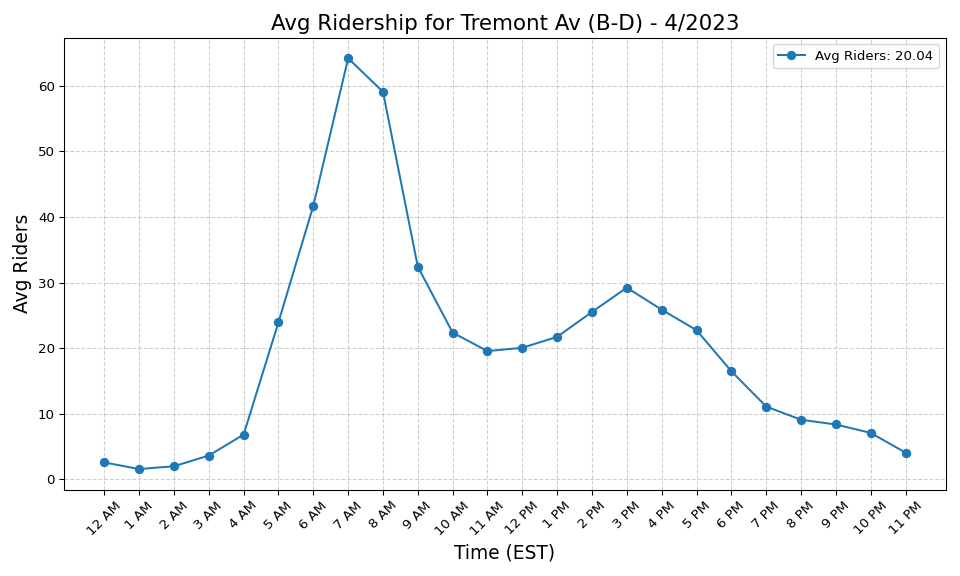 Avg Ridership for Tremont Av (B-D) - 4/2023
Avg Riders: 20.04
Avg Riders
60
50
40
30
20
10
0
12 AM
1 AM
2 AM
3 AM
4 AM
5 AM
6 AM
7 AM
8 AM
9 AM
10 AM
11 AM
12 PM
1 PM
2 PM
3 PM
4 PM
5 PM
6 PM
7 PM
8 PM
9 PM
10 PM
11 PM
Time (EST)